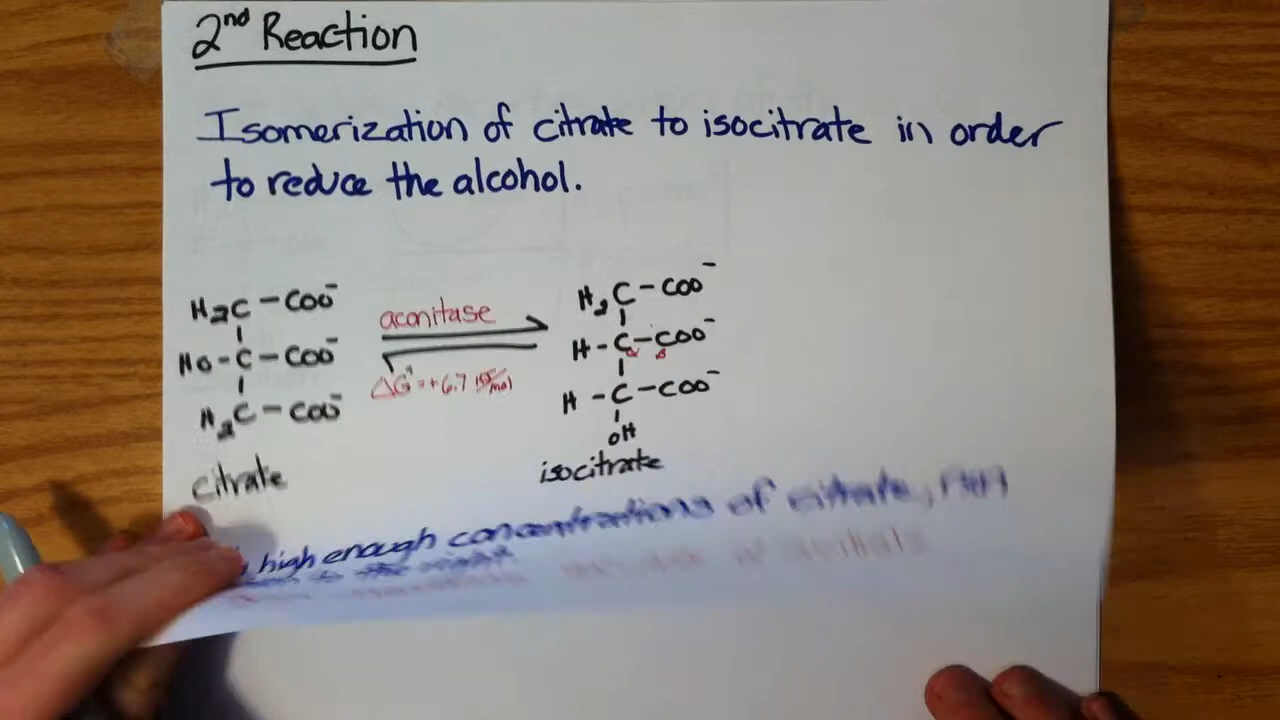 2nd Reaction
Isomerization of citrate to isocitrate in order
to reduce the alcohol.
H2C - COO-
HO - C - COO-
H2C - COO-
citrate
aconitase
ΔG°' = +6.7 kJ/mol
H2C - COO-
H - C - COO-
α β
H - C - COO-
OH
isocitrate
high enough concentrations of citrate,